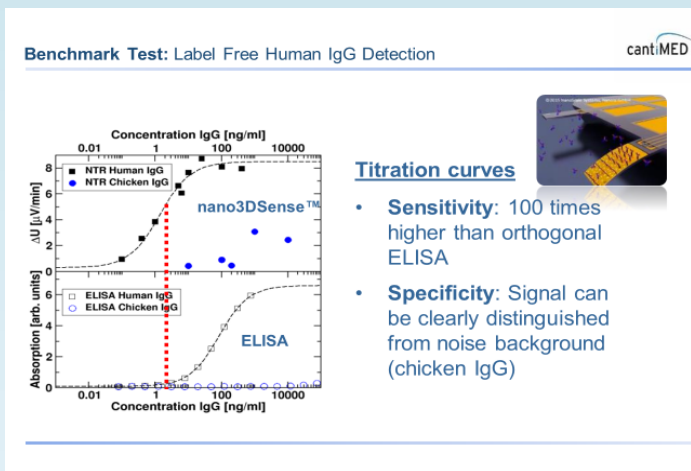 Benchmark Test: Label Free Human IgG Detection
cantiMED
Concentration IgG [ng/ml]
0.01 1 100 10000
8
6
4
2
0
ΔU [µV/min]
NTR Human IgG
NTR Chicken IgG
nano3DSense™
6
4
2
0
Absorption [arb. units]
ELISA Human IgG
ELISA Chicken IgG
ELISA
0.01 1 100 10000
Concentration IgG [ng/ml]
Titration curves
• Sensitivity: 100 times
higher than orthogonal
ELISA
• Specificity: Signal can
be clearly distinguished
from noise background
(chicken IgG)